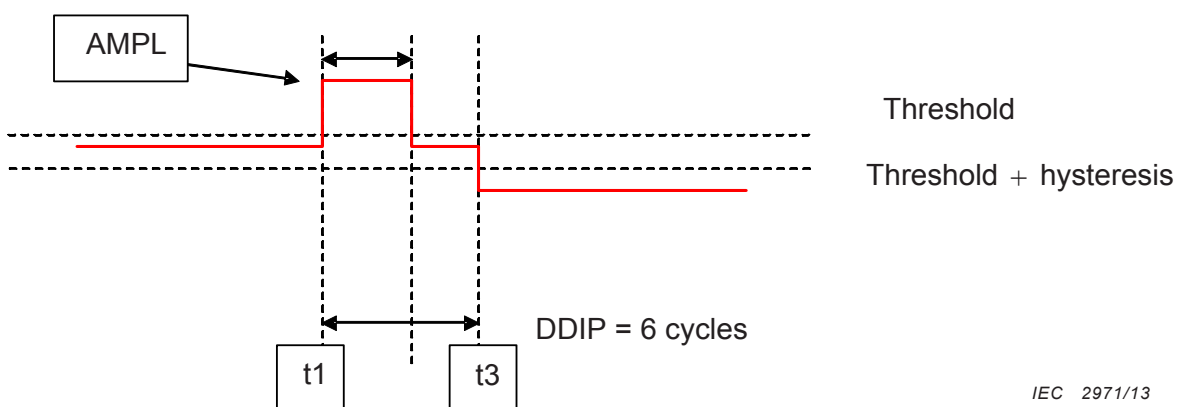 AMPL
Threshold
Threshold + hysteresis
DDIP = 6 cycles
t1
t3
IEC 2971/13